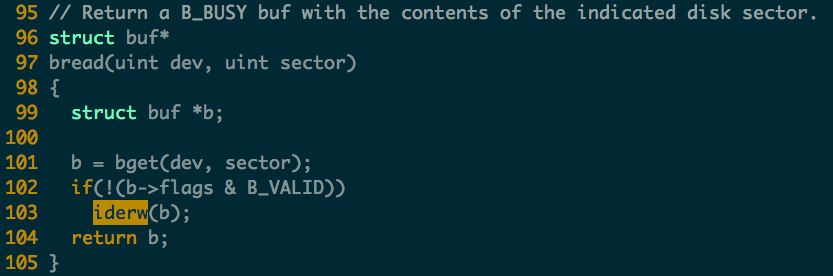 95 // Return a B_BUSY buf with the contents of the indicated disk sector.
96 struct buf*
97 bread(uint dev, uint sector)
98 {
99   struct buf *b;
100
101   b = bget(dev, sector);
102   if(!(b->flags & B_VALID))
103     iderw(b);
104   return b;
105 }